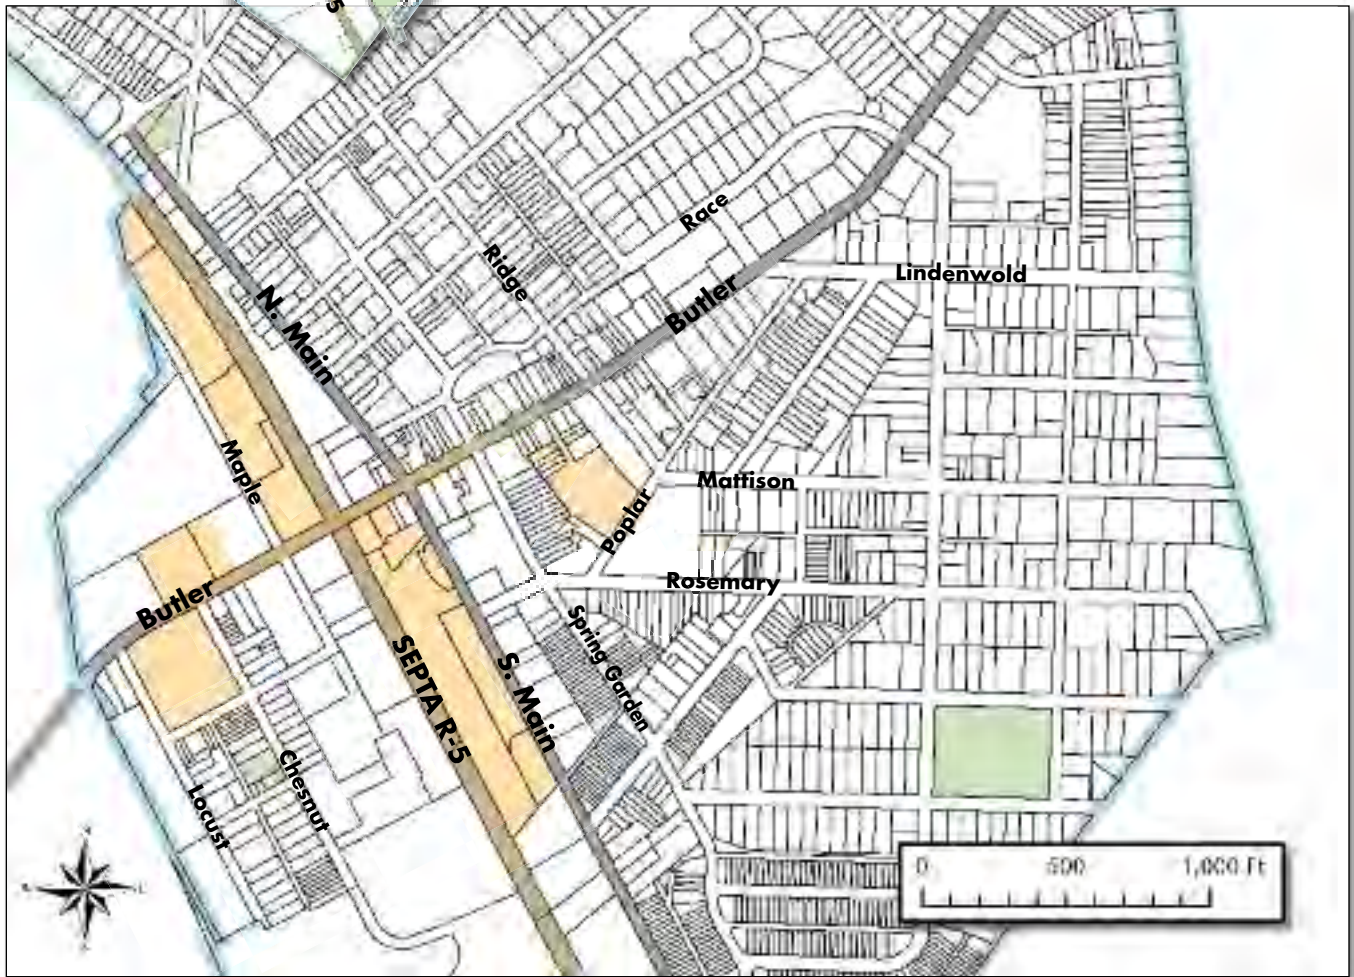 Race
Ridge
Lindenwold
Butler
N. Main
Maple
Mattison
Poplar
Rosemary
Butler
Spring Garden
SEPTA R-5
S. Main
Chesnut
Locust
0 500 1,000 Ft